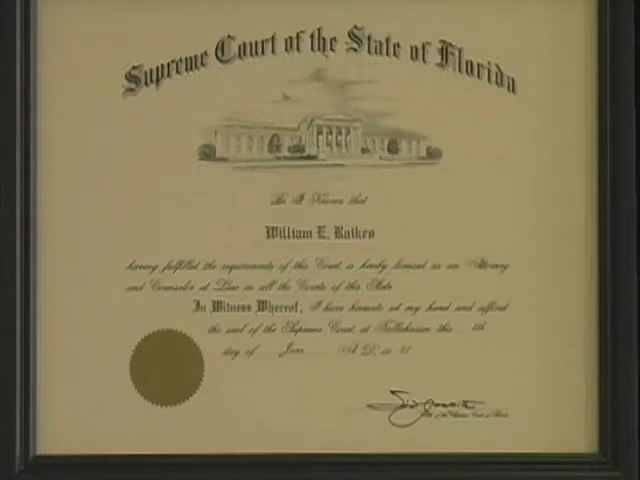 Supreme Court of the State of Florida
Be It Known that
William E. Raikes
having fulfilled the requirements of this Court, is hereby licensed as an Attorney
and Counselor at Law in all the Courts of this State
In Witness Whereof, I have hereunto set my hand and affixed
the seal of the Supreme Court at Tallahassee this
day of A.D.